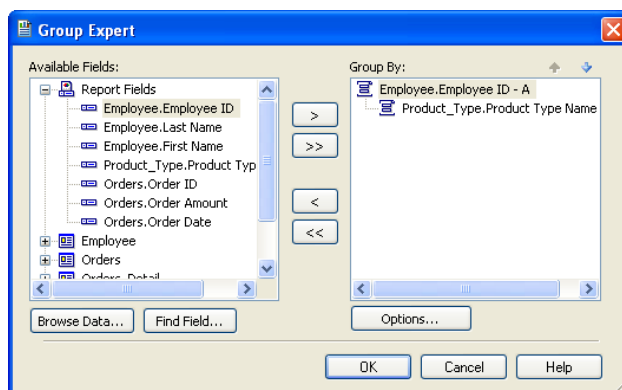 Group Expert
Available Fields:
Report Fields
Employee.Employee ID
Employee.Last Name
Employee.First Name
Product_Type.Product Typ
Orders.Order ID
Orders.Order Amount
Orders.Order Date
Employee
Orders
Orders_Detail
Browse Data...
Find Field...
>
>>
<
<<
Group By:
Employee.Employee ID - A
Product_Type.Product Type Name
Options...
OK
Cancel
Help